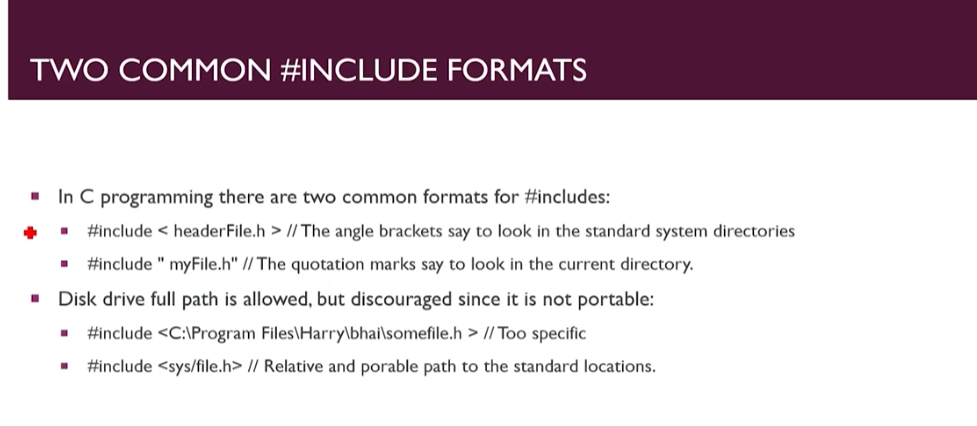 TWO COMMON #INCLUDE FORMATS
In C programming there are two common formats for #includes:
#include < headerFile.h > // The angle brackets say to look in the standard system directories
#include " myFile.h" // The quotation marks say to look in the current directory.
Disk drive full path is allowed, but discouraged since it is not portable:
#include <C:\Program Files\Harry\bhai\somefile.h > // Too specific
#include <sys/file.h> // Relative and porable path to the standard locations.